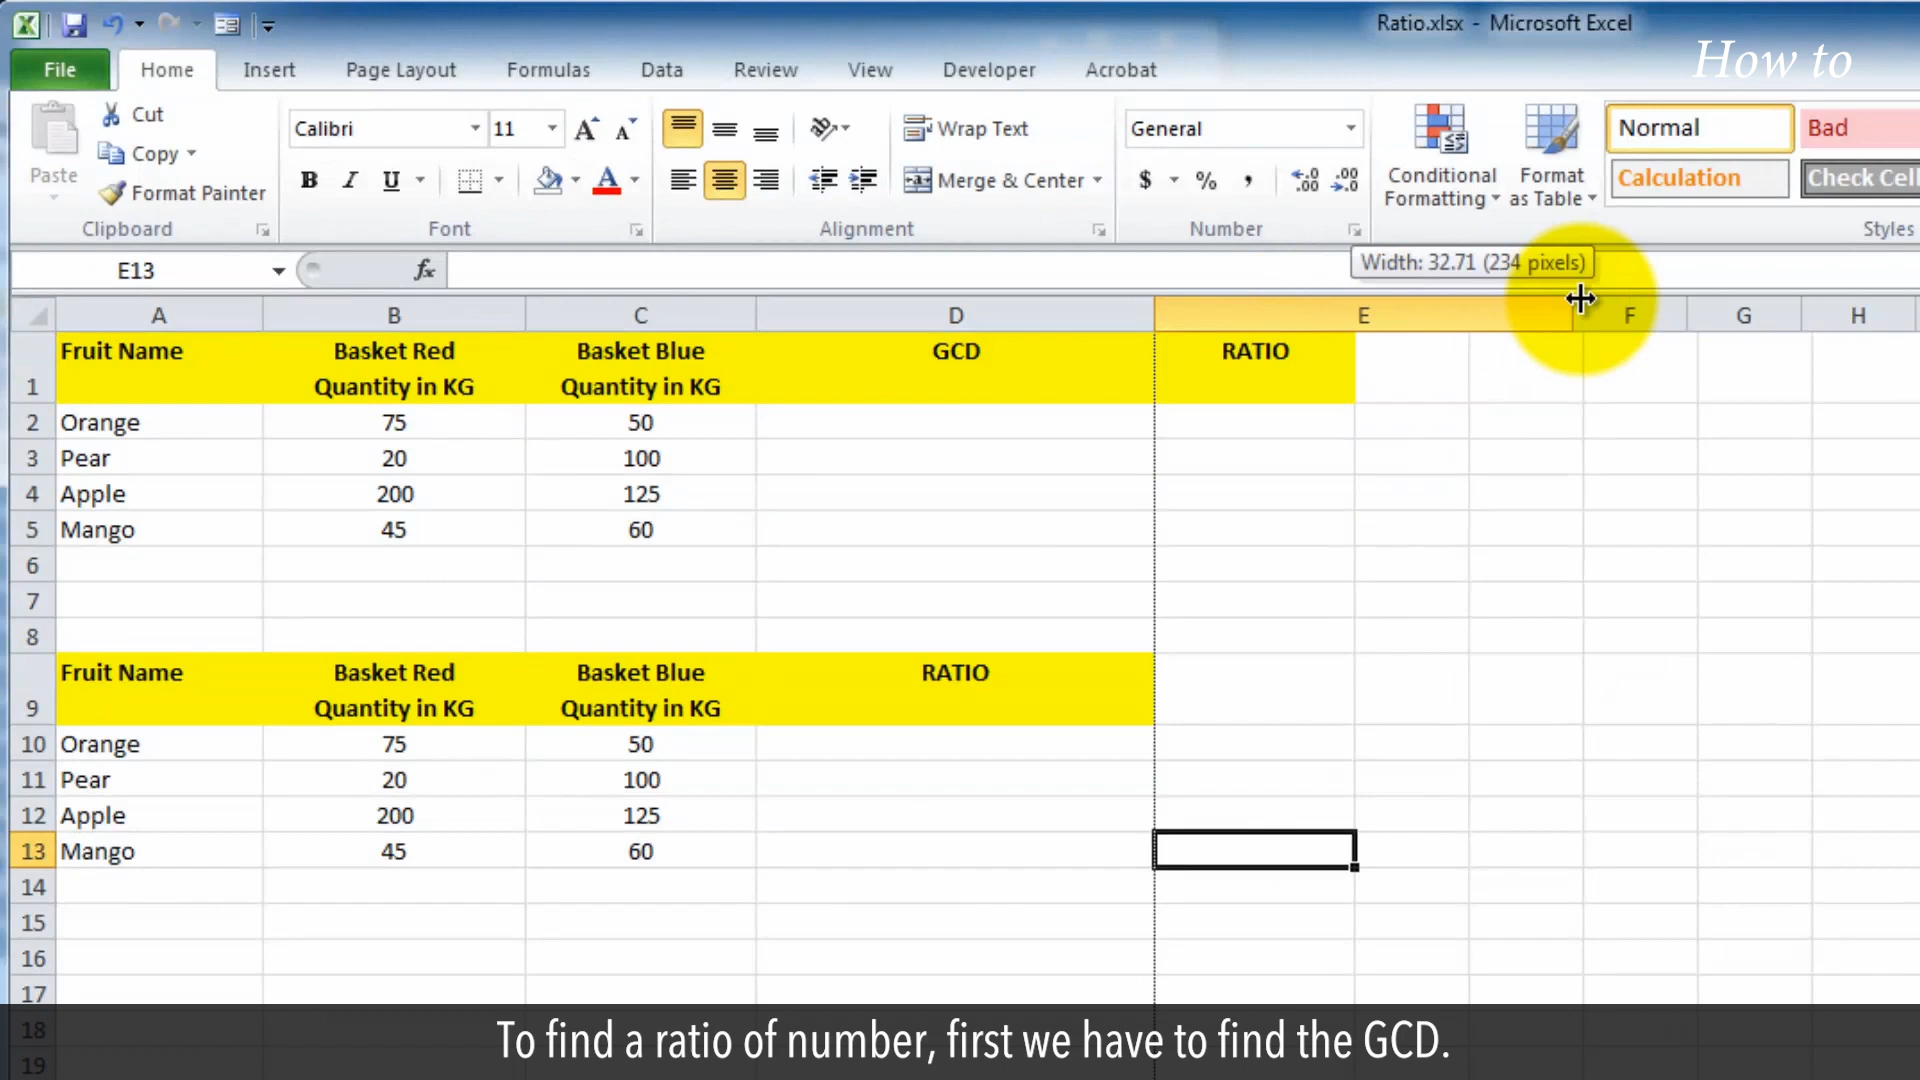 Ratio.xlsx - Microsoft Excel
How to
File Home Insert Page Layout Formulas Data Review View Developer Acrobat
Paste
Cut
Copy
Format Painter
Clipboard
Calibri 11
B I U
Font
Wrap Text
Merge & Center
Alignment
General
$ % ,
Number
Conditional Formatting
Format as Table
Normal Bad
Calculation Check Cell
Styles
E13 fx
Width: 32.71 (234 pixels)
A B C D E F G H
Fruit Name Basket Red Basket Blue GCD RATIO
1 Quantity in KG Quantity in KG
2 Orange 75 50
3 Pear 20 100
4 Apple 200 125
5 Mango 45 60
6
7
8
Fruit Name Basket Red Basket Blue RATIO
9 Quantity in KG Quantity in KG
10 Orange 75 50
11 Pear 20 100
12 Apple 200 125
13 Mango 45 60
14
15
16
17
18
19
To find a ratio of number, first we have to find the GCD.